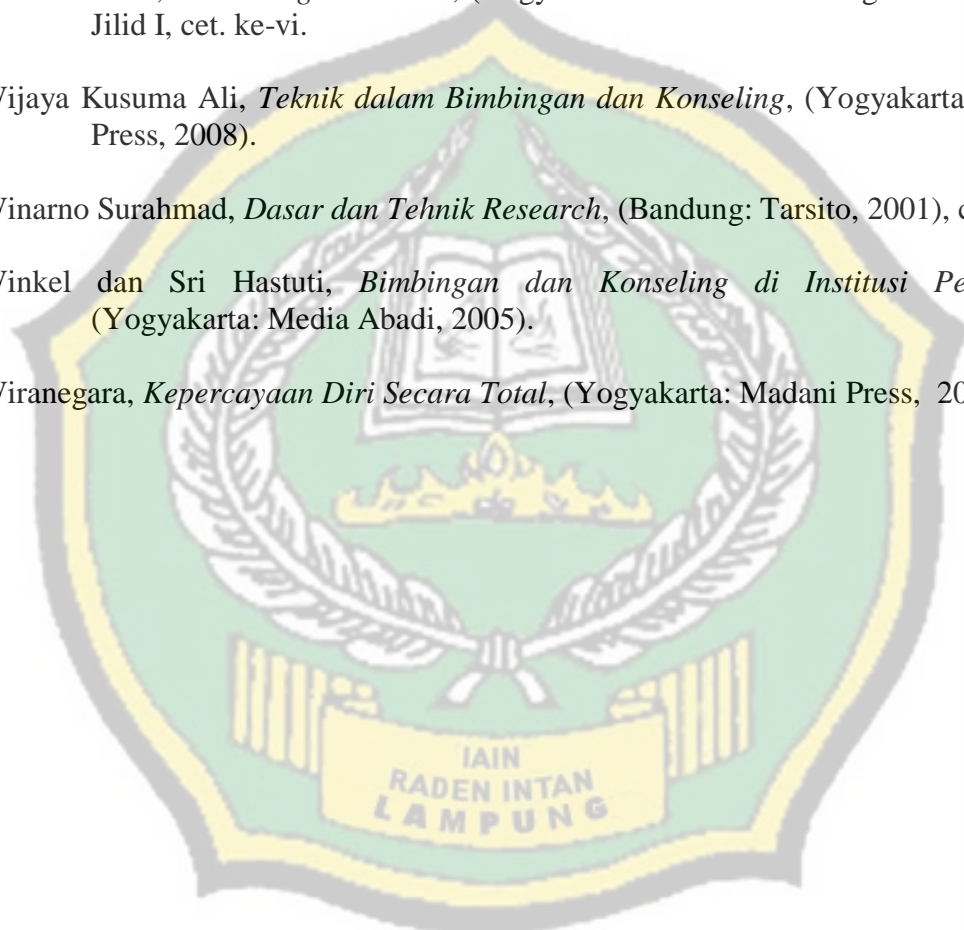 Jilid I, cet. ke-vi.
Wijaya Kusuma Ali, Teknik dalam Bimbingan dan Konseling, (Yogyakarta
Press, 2008).
Winarno Surahmad, Dasar dan Tehnik Research, (Bandung: Tarsito, 2001),
Winkel dan Sri Hastuti, Bimbingan dan Konseling di Institusi
(Yogyakarta: Media Abadi, 2005).
Wiranegara, Kepercayaan Diri Secara Total, (Yogyakarta: Madani Press,
IAIN
RADEN INTAN
LAMPUNG